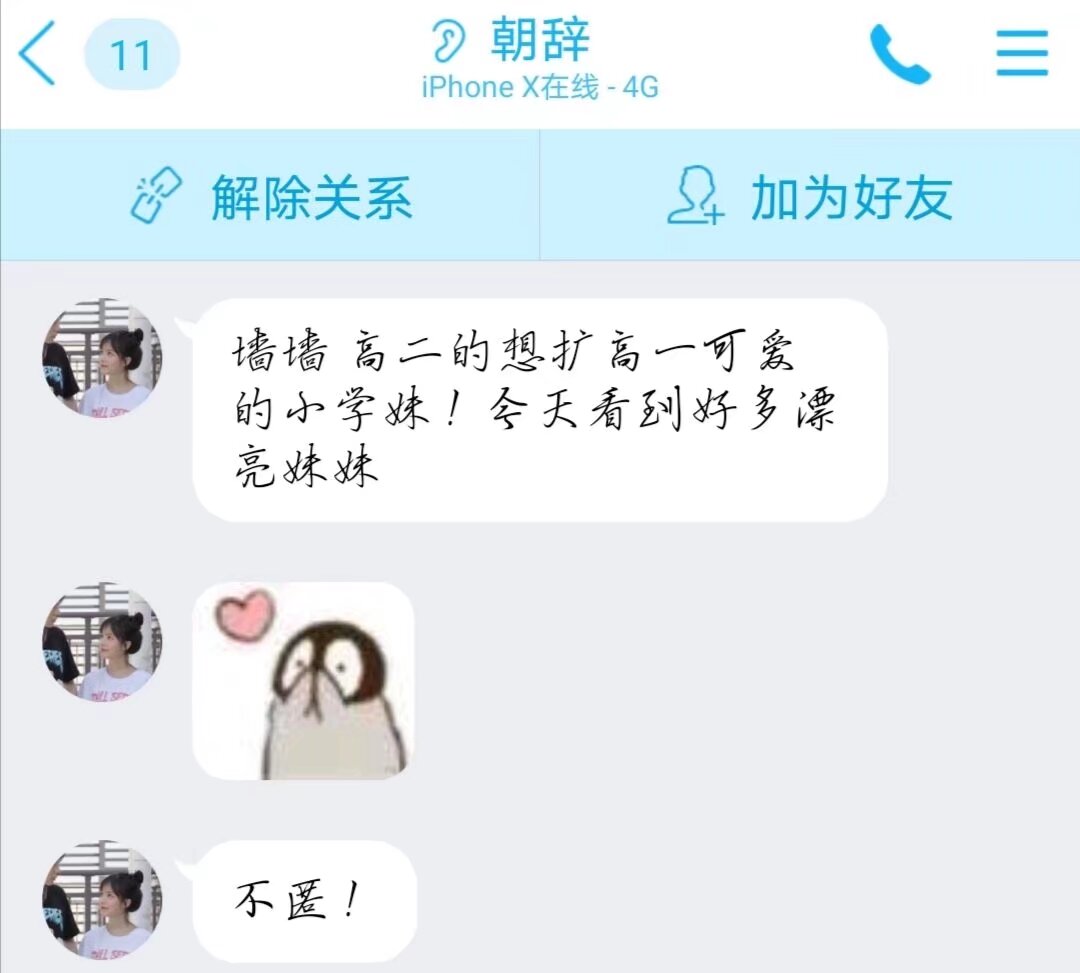 11
朝辞
iPhone X在线 - 4G
解除关系
加为好友
墙墙 高二的想扩高一可爱
的小学妹！今天看到好多漂
亮妹妹
不匿！